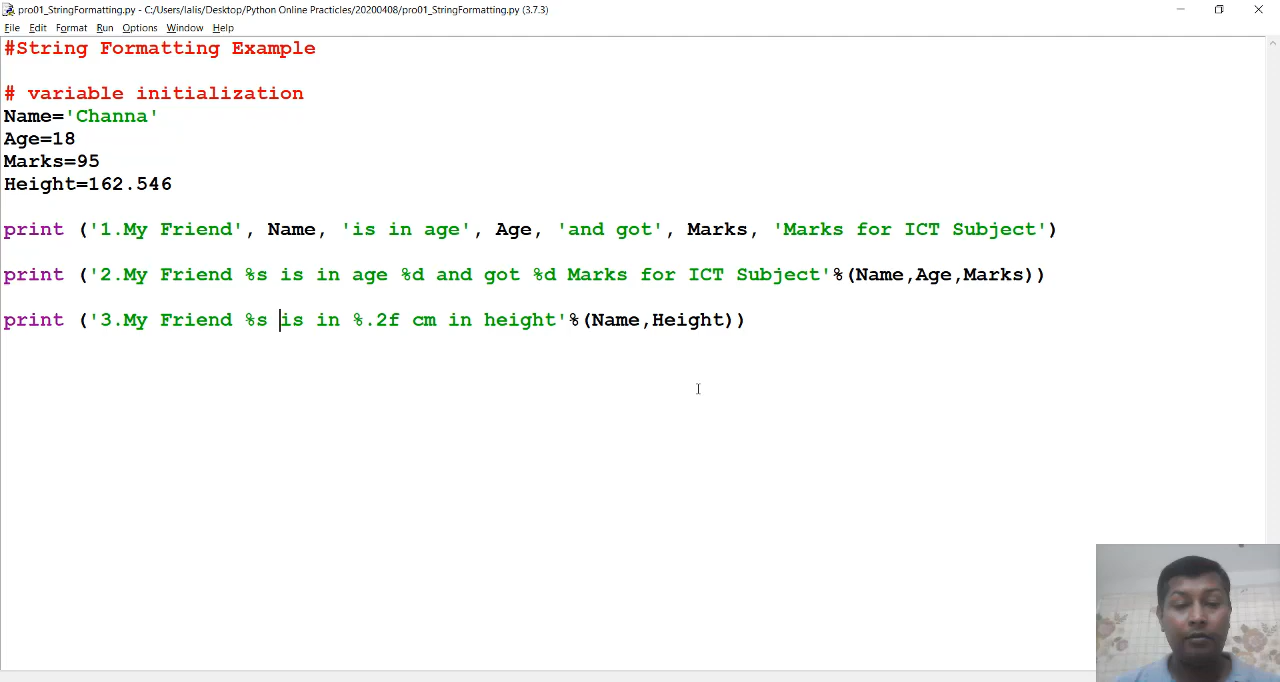 pro01_StringFormatting.py - C:/Users/lalis/Desktop/Python Online Practicles/20200408/pro01_StringFormatting.py (3.7.3)
File Edit Format Run Options Window Help
#String Formatting Example
# variable initialization
Name='Channa'
Age=18
Marks=95
Height=162.546
print ('1.My Friend', Name, 'is in age', Age, 'and got', Marks, 'Marks for ICT Subject')
print ('2.My Friend %s is in age %d and got %d Marks for ICT Subject'%(Name,Age,Marks))
print ('3.My Friend %s is in %.2f cm in height'%(Name,Height))